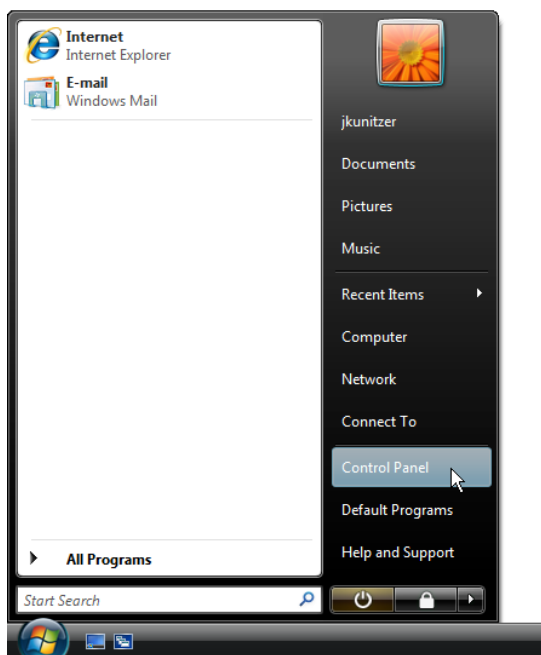 Internet
Internet Explorer
E-mail
Windows Mail
All Programs
Start Search
jkunitzer
Documents
Pictures
Music
Recent Items
Computer
Network
Connect To
Control Panel
Default Programs
Help and Support